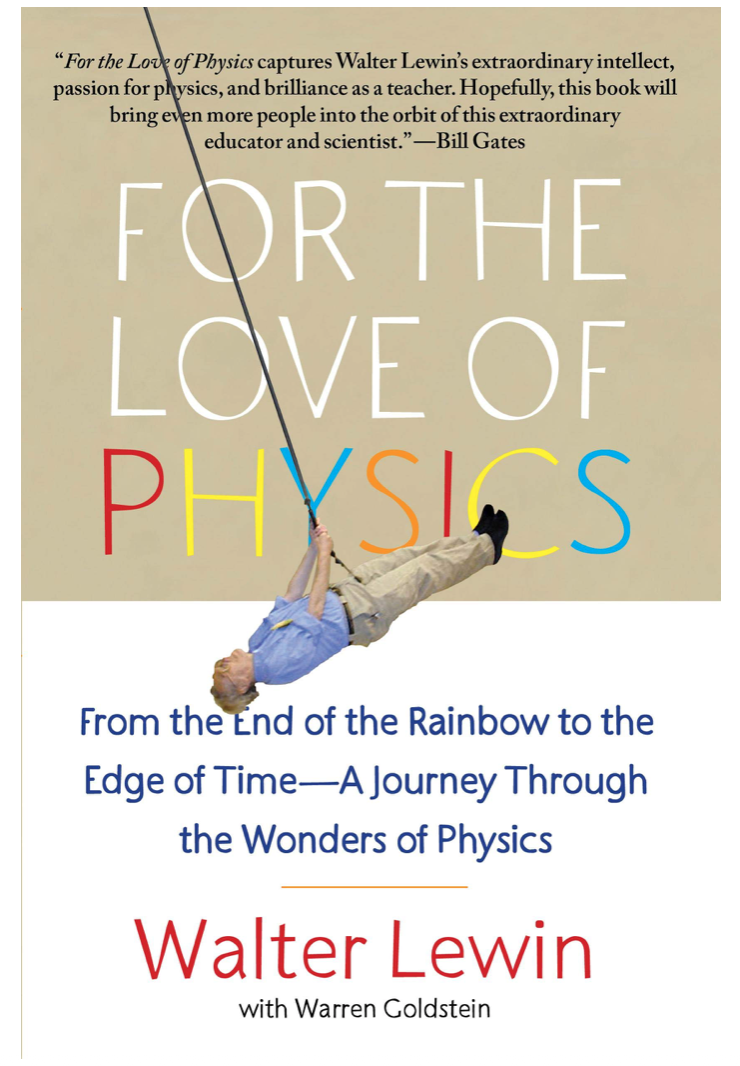 “For the Love of Physics captures Walter Lewin’s extraordinary intellect,
passion for physics, and brilliance as a teacher. Hopefully, this book will
bring even more people into the orbit of this extraordinary
educator and scientist.”—Bill Gates
FOR THE
LOVE OF
PHYSICS
From the End of the Rainbow to the
Edge of Time—A Journey Through
the Wonders of Physics
Walter Lewin
with Warren Goldstein